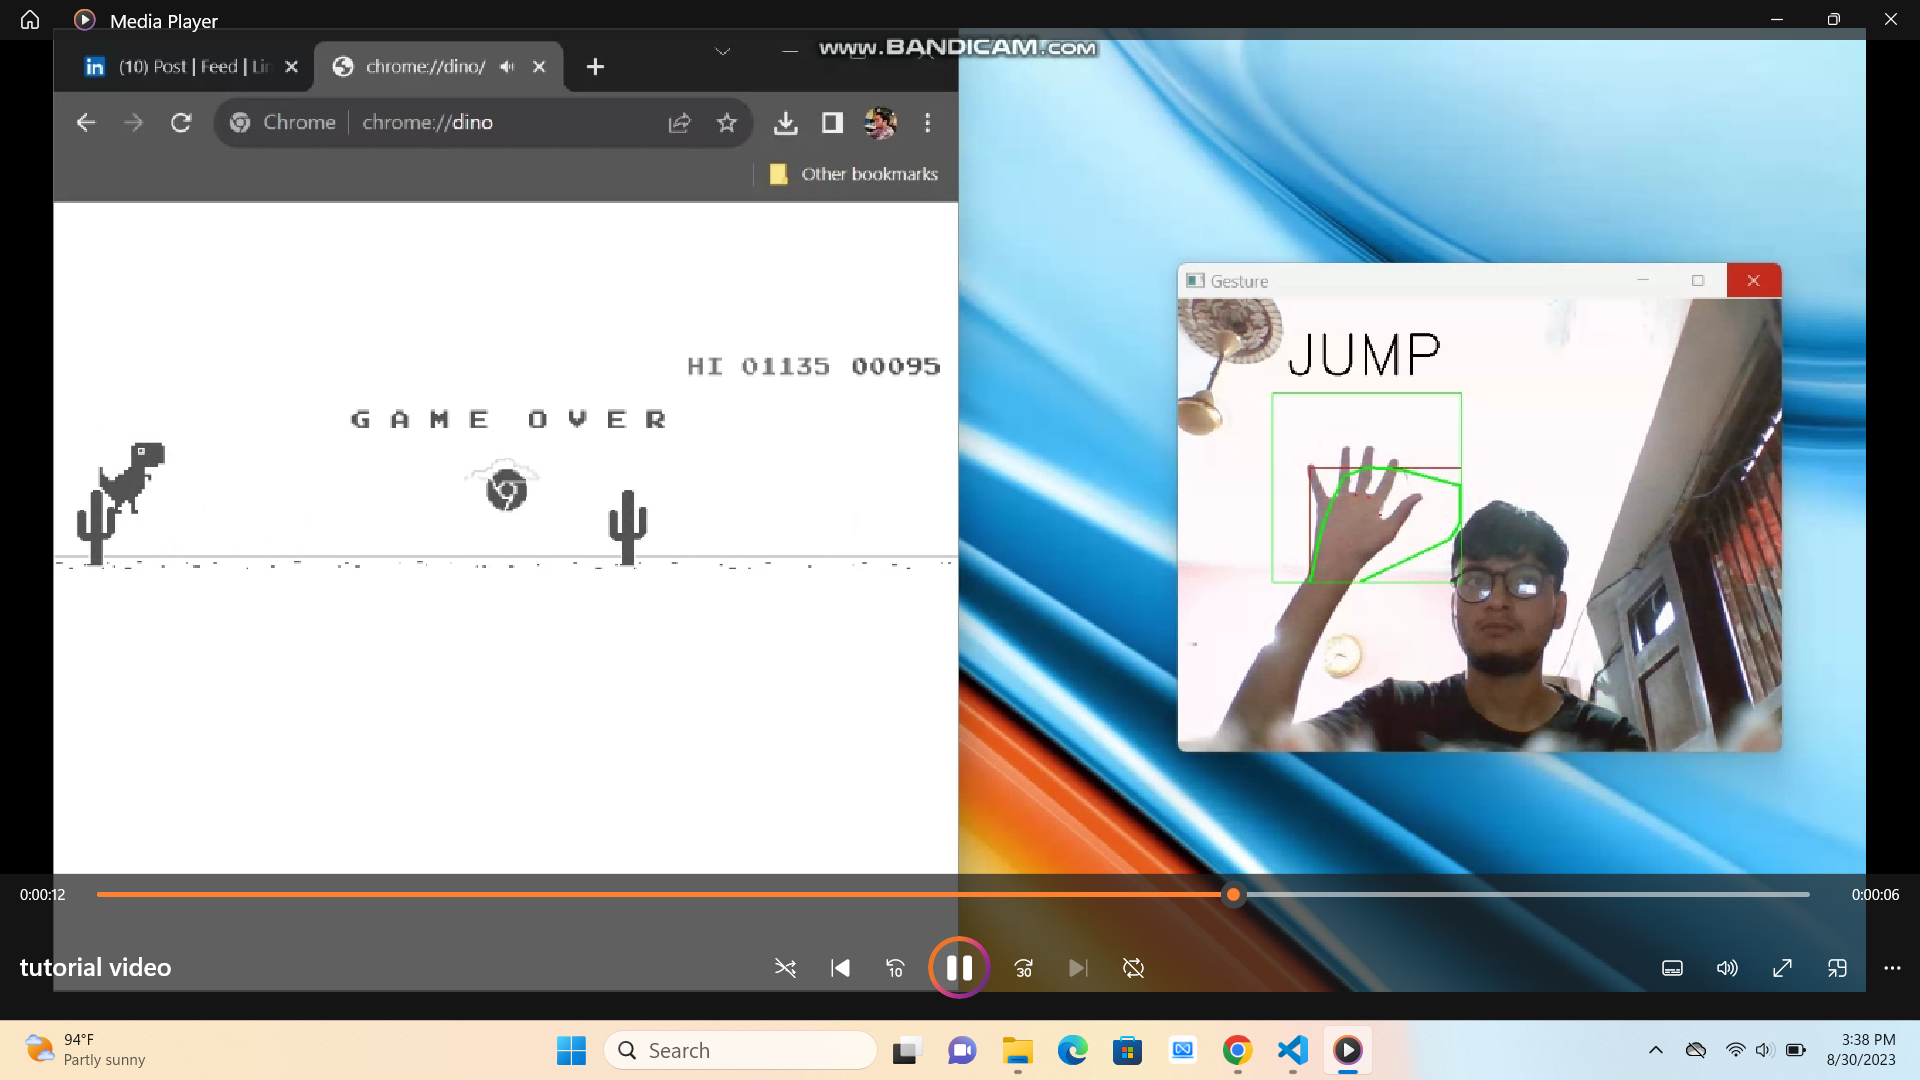 Media Player
www.BANDICAM.com
(10) Post | Feed | Lin
chrome://dino/
Chrome
chrome://dino
Other bookmarks
HI 01135 00095
GAME OVER
Gesture
JUMP
0:00:12
0:00:06
tutorial video
10
30
94°F
Partly sunny
Search
3:38 PM
8/30/2023